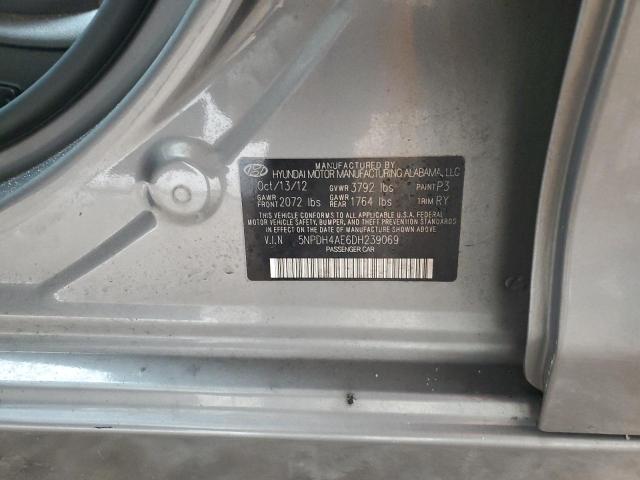 MANUFACTURED BY
HYUNDAI MOTOR MANUFACTURING ALABAMA, LLC
Oct/13/12 GVWR 3792 lbs PAINT P3
GAWR FRONT 2072 lbs GAWR REAR 1764 lbs TRIM RY
THIS VEHICLE CONFORMS TO ALL APPLICABLE U.S.A. FEDERAL
MOTOR VEHICLE SAFETY, BUMPER, AND THEFT PREVENTION STANDARDS
IN EFFECT ON THE DATE OF MANUFACTURE SHOWN ABOVE.
V.I.N 5NPDH4AE6DH239069
PASSENGER CAR